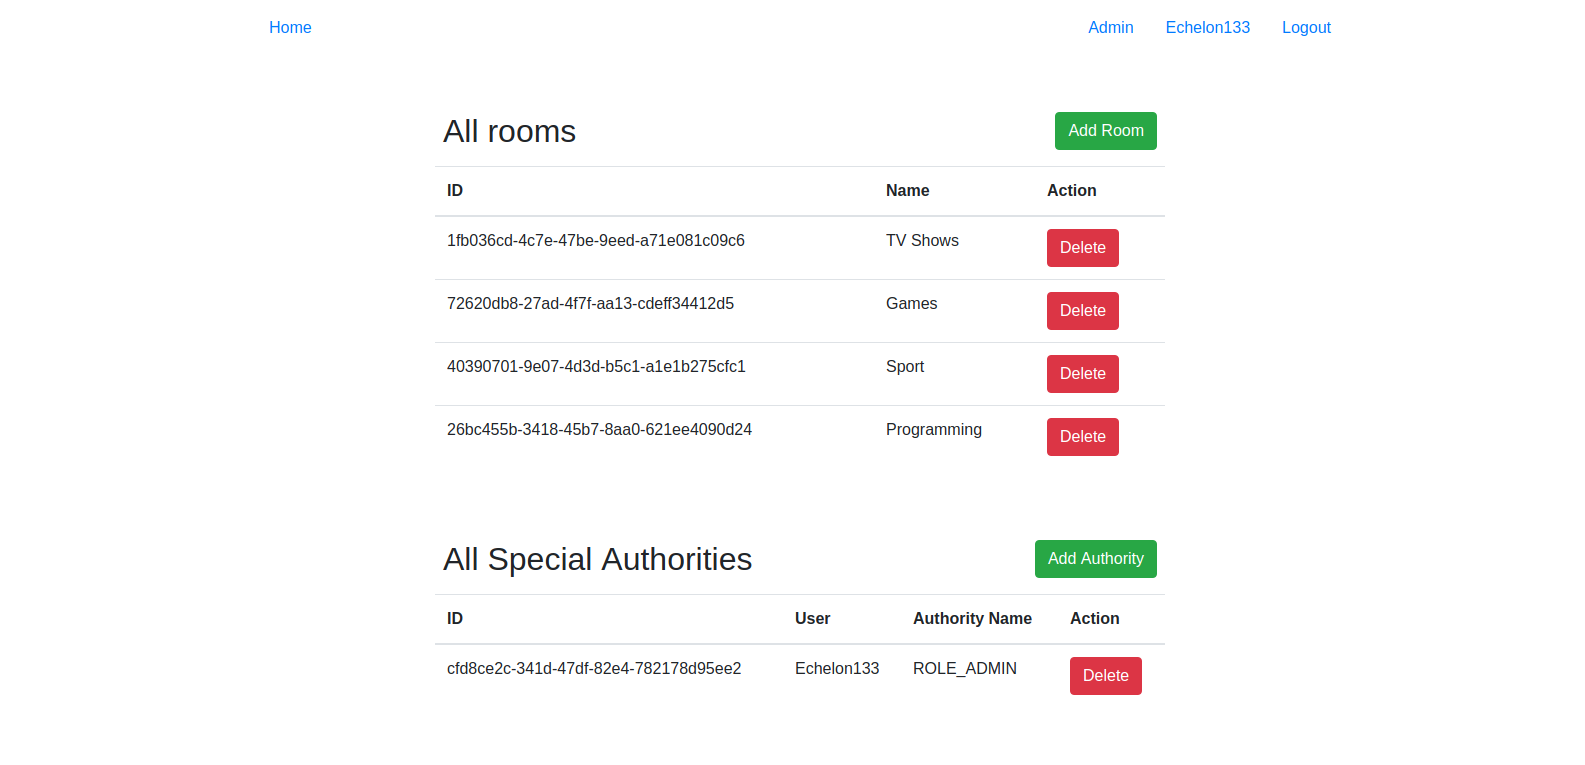 Home Admin Echelon133 Logout
All rooms Add Room
ID Name Action
1fb036cd-4c7e-47be-9eed-a71e081c09c6 TV Shows Delete
72620db8-27ad-4f7f-aa13-cdeff34412d5 Games Delete
40390701-9e07-4d3d-b5c1-a1e1b275cfc1 Sport Delete
26bc455b-3418-45b7-8aa0-621ee4090d24 Programming Delete
All Special Authorities Add Authority
ID User Authority Name Action
cfd8ce2c-341d-47df-82e4-782178d95ee2 Echelon133 ROLE_ADMIN Delete